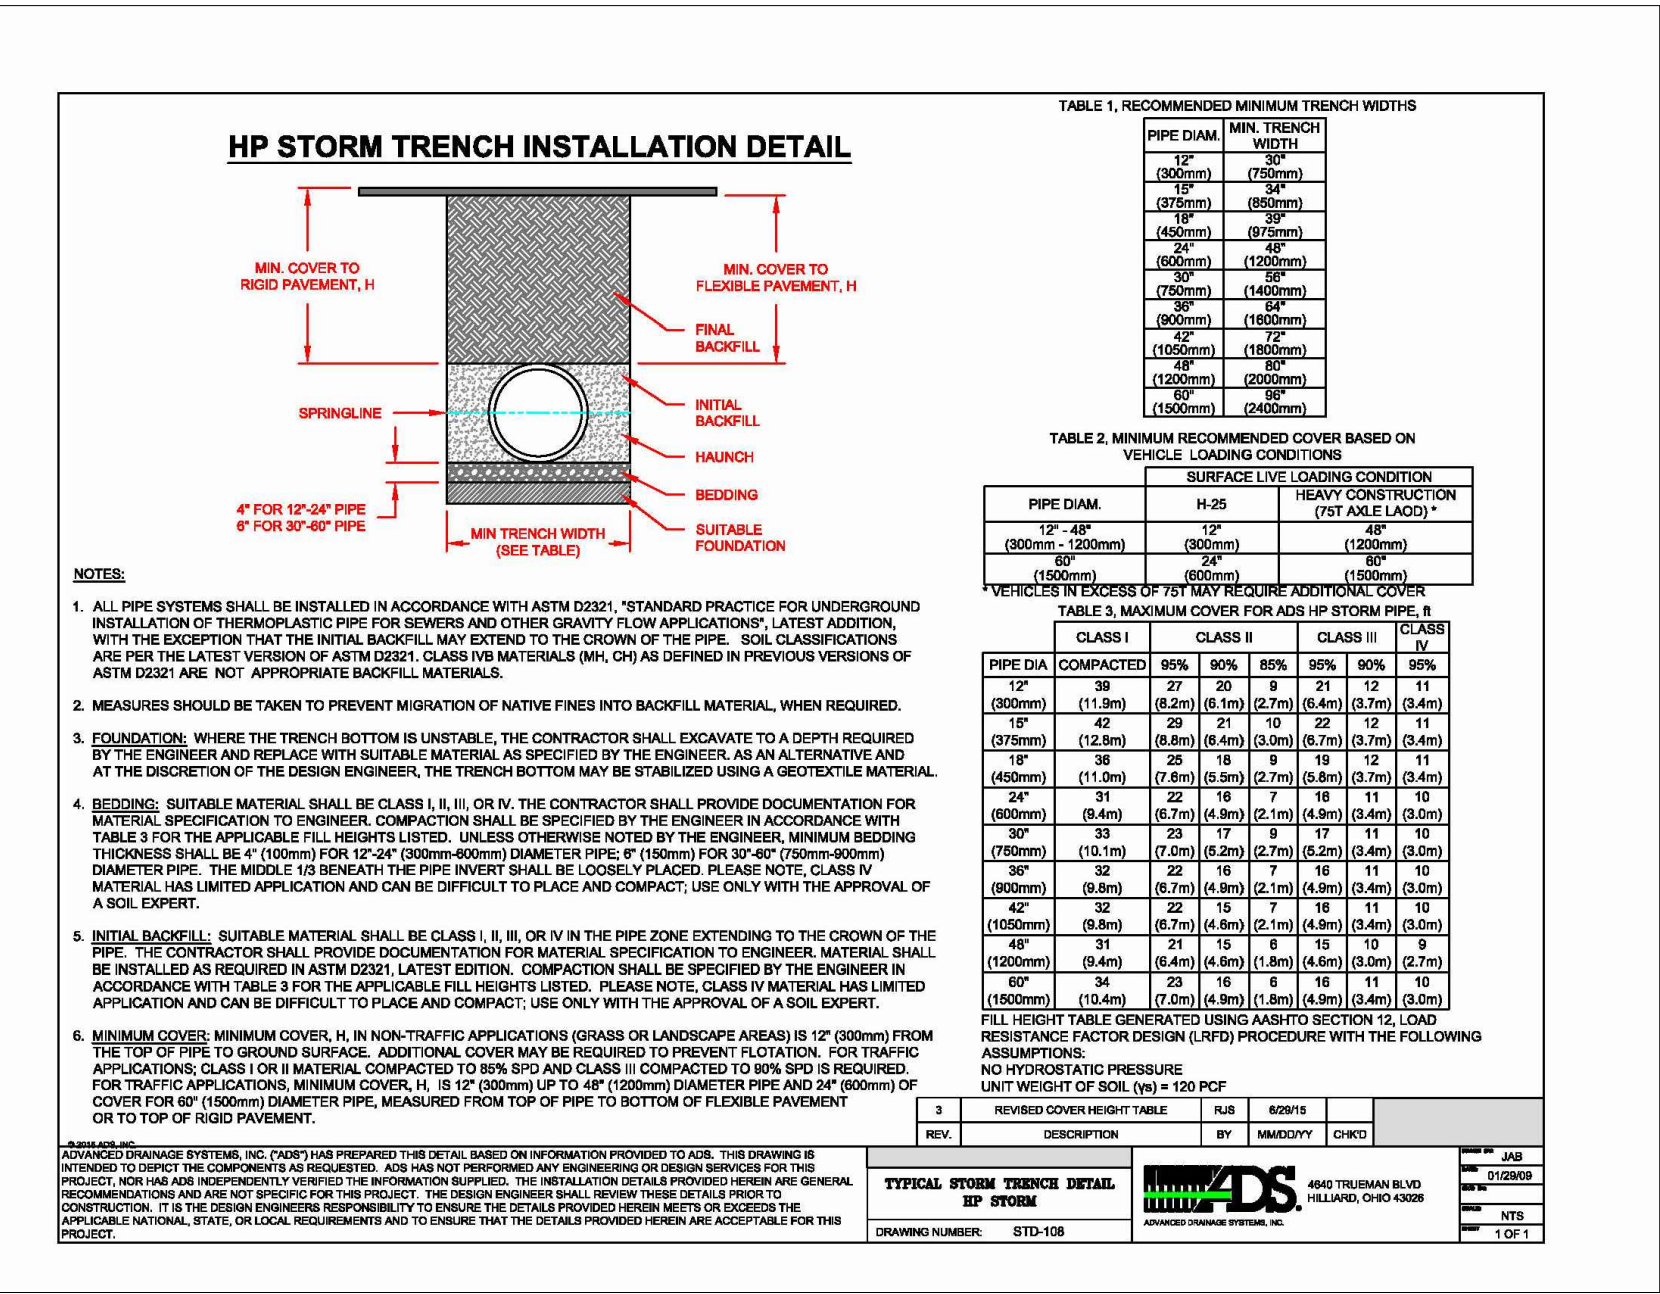 HP STORM TRENCH INSTALLATION DETAIL
MIN. COVER TO
RIGID PAVEMENT, H
MIN. COVER TO
FLEXIBLE PAVEMENT, H
FINAL
BACKFILL
SPRINGLINE
INITIAL
BACKFILL
HAUNCH
BEDDING
4" FOR 12"-24" PIPE
6" FOR 30"-60" PIPE
MIN TRENCH WIDTH
(SEE TABLE)
SUITABLE
FOUNDATION
NOTES:
1. ALL PIPE SYSTEMS SHALL BE INSTALLED IN ACCORDANCE WITH ASTM D2321, "STANDARD PRACTICE FOR UNDERGROUND
INSTALLATION OF THERMOPLASTIC PIPE FOR SEWERS AND OTHER GRAVITY FLOW APPLICATIONS", LATEST ADDITION,
WITH THE EXCEPTION THAT THE INITIAL BACKFILL MAY EXTEND TO THE CROWN OF THE PIPE. SOIL CLASSIFICATIONS
ARE PER THE LATEST VERSION OF ASTM D2321. CLASS IVB MATERIALS (MH, CH) AS DEFINED IN PREVIOUS VERSIONS OF
ASTM D2321 ARE NOT APPROPRIATE BACKFILL MATERIALS.
2. MEASURES SHOULD BE TAKEN TO PREVENT MIGRATION OF NATIVE FINES INTO BACKFILL MATERIAL, WHEN REQUIRED.
3. FOUNDATION: WHERE THE TRENCH BOTTOM IS UNSTABLE, THE CONTRACTOR SHALL EXCAVATE TO A DEPTH REQUIRED
BY THE ENGINEER AND REPLACE WITH SUITABLE MATERIAL AS SPECIFIED BY THE ENGINEER. AS AN ALTERNATIVE AND
AT THE DISCRETION OF THE DESIGN ENGINEER, THE TRENCH BOTTOM MAY BE STABILIZED USING A GEOTEXTILE MATERIAL.
4. BEDDING: SUITABLE MATERIAL SHALL BE CLASS I, II, III, OR IV. THE CONTRACTOR SHALL PROVIDE DOCUMENTATION FOR
MATERIAL SPECIFICATION TO ENGINEER. COMPACTION SHALL BE SPECIFIED BY THE ENGINEER IN ACCORDANCE WITH
TABLE 3 FOR THE APPLICABLE FILL HEIGHTS LISTED. UNLESS OTHERWISE NOTED BY THE ENGINEER, MINIMUM BEDDING
THICKNESS SHALL BE 4" (100mm) FOR 12"-24" (300mm-600mm) DIAMETER PIPE; 6" (150mm) FOR 30"-60" (750mm-900mm)
DIAMETER PIPE. THE MIDDLE 1/3 BENEATH THE PIPE INVERT SHALL BE LOOSELY PLACED. PLEASE NOTE, CLASS IV
MATERIAL HAS LIMITED APPLICATION AND CAN BE DIFFICULT TO PLACE AND COMPACT; USE ONLY WITH THE APPROVAL OF
A SOIL EXPERT.
5. INITIAL BACKFILL: SUITABLE MATERIAL SHALL BE CLASS I, II, III, OR IV IN THE PIPE ZONE EXTENDING TO THE CROWN OF THE
PIPE. THE CONTRACTOR SHALL PROVIDE DOCUMENTATION FOR MATERIAL SPECIFICATION TO ENGINEER. MATERIAL SHALL
BE INSTALLED AS REQUIRED IN ASTM D2321, LATEST EDITION. COMPACTION SHALL BE SPECIFIED BY THE ENGINEER IN
ACCORDANCE WITH TABLE 3 FOR THE APPLICABLE FILL HEIGHTS LISTED. PLEASE NOTE, CLASS IV MATERIAL HAS LIMITED
APPLICATION AND CAN BE DIFFICULT TO PLACE AND COMPACT; USE ONLY WITH THE APPROVAL OF A SOIL EXPERT.
6. MINIMUM COVER: MINIMUM COVER, H, IN NON-TRAFFIC APPLICATIONS (GRASS OR LANDSCAPE AREAS) IS 12" (300mm) FROM
THE TOP OF PIPE TO GROUND SURFACE. ADDITIONAL COVER MAY BE REQUIRED TO PREVENT FLOTATION. FOR TRAFFIC
APPLICATIONS; CLASS I OR II MATERIAL COMPACTED TO 85% SPD AND CLASS III COMPACTED TO 90% SPD IS REQUIRED.
FOR TRAFFIC APPLICATIONS, MINIMUM COVER, H, IS 12" (300mm) UP TO 48" (1200mm) DIAMETER PIPE AND 24" (600mm) OF
COVER FOR 60" (1500mm) DIAMETER PIPE, MEASURED FROM TOP OF PIPE TO BOTTOM OF FLEXIBLE PAVEMENT
OR TO TOP OF RIGID PAVEMENT.
TABLE 1, RECOMMENDED MINIMUM TRENCH WIDTHS
PIPE DIAM. MIN. TRENCH WIDTH
12" 30"
(300mm) (750mm)
15" 34"
(375mm) (850mm)
18" 39"
(450mm) (975mm)
24" 48"
(600mm) (1200mm)
30" 56"
(750mm) (1400mm)
36" 64"
(900mm) (1600mm)
42" 72"
(1050mm) (1800mm)
48" 80"
(1200mm) (2000mm)
60" 96"
(1500mm) (2400mm)
TABLE 2, MINIMUM RECOMMENDED COVER BASED ON
VEHICLE LOADING CONDITIONS
SURFACE LIVE LOADING CONDITION
PIPE DIAM. H-25 HEAVY CONSTRUCTION
(75T AXLE LAOD) *
12" - 48" 12" 48"
(300mm - 1200mm) (300mm) (1200mm)
60" 24" 60"
(1500mm) (600mm) (1500mm)
* VEHICLES IN EXCESS OF 75T MAY REQUIRE ADDITIONAL COVER
TABLE 3, MAXIMUM COVER FOR ADS HP STORM PIPE, ft
CLASS I CLASS II CLASS III CLASS IV
PIPE DIA COMPACTED 95% 90% 85% 95% 90% 95%
12" 39 27 20 9 21 12 11
(300mm) (11.9m) (8.2m) (6.1m) (2.7m) (6.4m) (3.7m) (3.4m)
15" 42 29 21 10 22 12 11
(375mm) (12.8m) (8.8m) (6.4m) (3.0m) (6.7m) (3.7m) (3.4m)
18" 36 25 18 9 19 12 11
(450mm) (11.0m) (7.6m) (5.5m) (2.7m) (5.8m) (3.7m) (3.4m)
24" 31 22 16 7 16 11 10
(600mm) (9.4m) (6.7m) (4.9m) (2.1m) (4.9m) (3.4m) (3.0m)
30" 33 23 17 9 17 11 10
(750mm) (10.1m) (7.0m) (5.2m) (2.7m) (5.2m) (3.4m) (3.0m)
36" 32 22 16 7 16 11 10
(900mm) (9.8m) (6.7m) (4.9m) (2.1m) (4.9m) (3.4m) (3.0m)
42" 32 22 15 7 16 11 10
(1050mm) (9.8m) (6.7m) (4.6m) (2.1m) (4.9m) (3.4m) (3.0m)
48" 31 21 15 6 15 10 9
(1200mm) (9.4m) (6.4m) (4.6m) (1.8m) (4.6m) (3.0m) (2.7m)
60" 34 23 16 6 16 11 10
(1500mm) (10.4m) (7.0m) (4.9m) (1.8m) (4.9m) (3.4m) (3.0m)
FILL HEIGHT TABLE GENERATED USING AASHTO SECTION 12, LOAD
RESISTANCE FACTOR DESIGN (LRFD) PROCEDURE WITH THE FOLLOWING
ASSUMPTIONS:
NO HYDROSTATIC PRESSURE
UNIT WEIGHT OF SOIL (γs) = 120 PCF
3 REVISED COVER HEIGHT TABLE RJS 6/29/15
REV. DESCRIPTION BY MM/DD/YY CHK'D
© 2015 ADS, INC.
ADVANCED DRAINAGE SYSTEMS, INC. ("ADS") HAS PREPARED THIS DETAIL BASED ON INFORMATION PROVIDED TO ADS. THIS DRAWING IS
INTENDED TO DEPICT THE COMPONENTS AS REQUESTED. ADS HAS NOT PERFORMED ANY ENGINEERING OR DESIGN SERVICES FOR THIS
PROJECT, NOR HAS ADS INDEPENDENTLY VERIFIED THE INFORMATION SUPPLIED. THE INSTALLATION DETAILS PROVIDED HEREIN ARE GENERAL
RECOMMENDATIONS AND ARE NOT SPECIFIC FOR THIS PROJECT. THE DESIGN ENGINEER SHALL REVIEW THESE DETAILS PRIOR TO
CONSTRUCTION. IT IS THE DESIGN ENGINEERS RESPONSIBILITY TO ENSURE THE DETAILS PROVIDED HEREIN MEETS OR EXCEEDS THE
APPLICABLE NATIONAL, STATE, OR LOCAL REQUIREMENTS AND TO ENSURE THAT THE DETAILS PROVIDED HEREIN ARE ACCEPTABLE FOR THIS
PROJECT.
TYPICAL STORM TRENCH DETAIL
HP STORM
DRAWING NUMBER: STD-108
ADS.
ADVANCED DRAINAGE SYSTEMS, INC.
4640 TRUEMAN BLVD
HILLIARD, OHIO 43026
JAB
01/29/09
NTS
1 OF 1